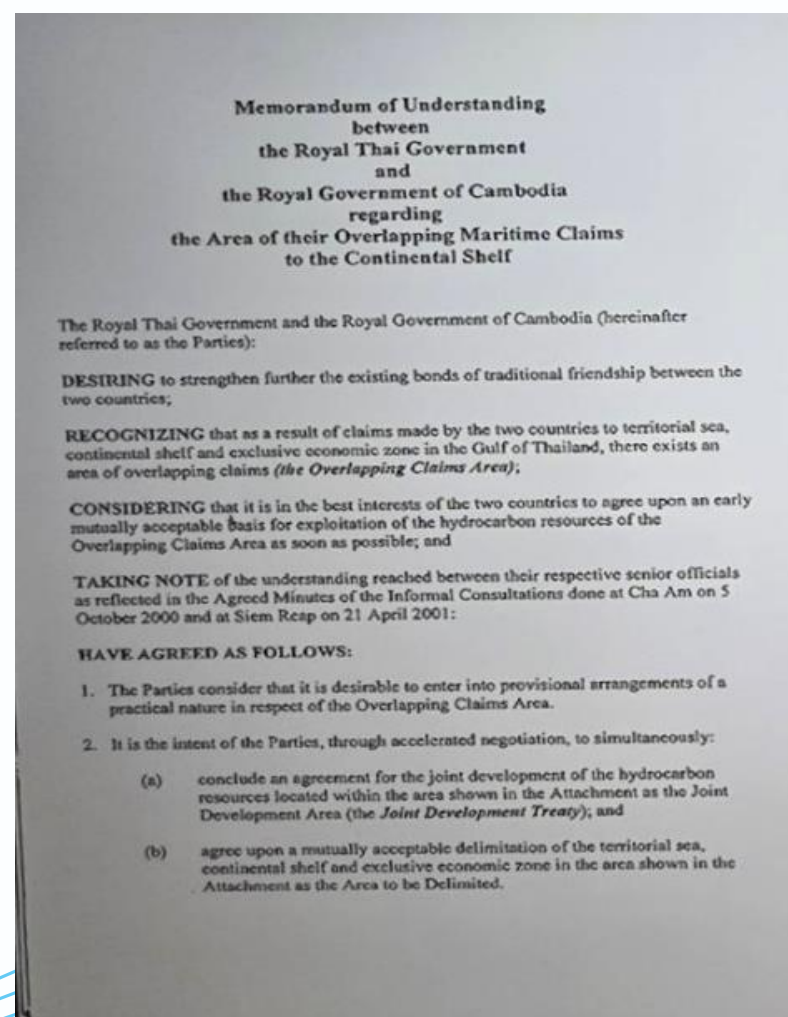 Memorandum of Understanding
between
the Royal Thai Government
and
the Royal Government of Cambodia
regarding
the Area of their Overlapping Maritime Claims
to the Continental Shelf
The Royal Thai Government and the Royal Government of Cambodia (hereinafter
referred to as the Parties):
DESIRING to strengthen further the existing bonds of traditional friendship between the
two countries;
RECOGNIZING that as a result of claims made by the two countries to territorial sea,
continental shelf and exclusive economic zone in the Gulf of Thailand, there exists an
area of overlapping claims (the Overlapping Claims Area);
CONSIDERING that it is in the best interests of the two countries to agree upon an early
mutually acceptable basis for exploitation of the hydrocarbon resources of the
Overlapping Claims Area as soon as possible; and
TAKING NOTE of the understanding reached between their respective senior officials
as reflected in the Agreed Minutes of the Informal Consultations done at Cha Am on 5
October 2000 and at Siem Reap on 21 April 2001:
HAVE AGREED AS FOLLOWS:
1. The Parties consider that it is desirable to enter into provisional arrangements of a
practical nature in respect of the Overlapping Claims Area.
2. It is the intent of the Parties, through accelerated negotiation, to simultaneously:
(a) conclude an agreement for the joint development of the hydrocarbon
resources located within the area shown in the Attachment as the Joint
Development Area (the Joint Development Treaty); and
(b) agree upon a mutually acceptable delimitation of the territorial sea,
continental shelf and exclusive economic zone in the area shown in the
Attachment as the Area to be Delimited.